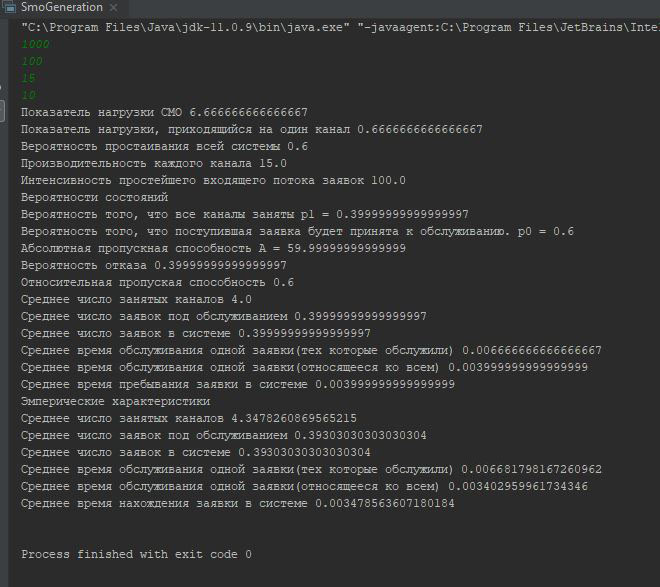 SmoGeneration
"C:\Program Files\Java\jdk-11.0.9\bin\java.exe" "-javaagent:C:\Program Files\JetBrains\Inte
1000
100
15
10
Показатель нагрузки СМО 6.666666666666667
Показатель нагрузки, приходящийся на один канал 0.6666666666666667
Вероятность простаивания всей системы 0.6
Производительность каждого канала 15.0
Интенсивность простейшего входящего потока заявок 100.0
Вероятности состояний
Вероятность того, что все каналы заняты p1 = 0.39999999999999997
Вероятность того, что поступившая заявка будет принята к обслуживанию. p0 = 0.6
Абсолютная пропускная способность A = 59.99999999999999
Вероятность отказа 0.39999999999999997
Относительная пропуская способность 0.6
Среднее число занятых каналов 4.0
Среднее число заявок под обслуживанием 0.39999999999999997
Среднее число заявок в системе 0.39999999999999997
Среднее время обслуживания одной заявки(тех которые обслужили) 0.006666666666666667
Среднее время обслуживания одной заявки(относящееся ко всем) 0.003999999999999999
Среднее время пребывания заявки в системе 0.003999999999999999
Эмперические характеристики
Среднее число занятых каналов 4.3478260869565215
Среднее число заявок под обслуживанием 0.39303030303030304
Среднее число заявок в системе 0.39303030303030304
Среднее время обслуживания одной заявки(тех которые обслужили) 0.006681798167260962
Среднее время обслуживания одной заявки(относящееся ко всем) 0.003402959961734346
Среднее время нахождения заявки в системе 0.003478563607180184
Process finished with exit code 0